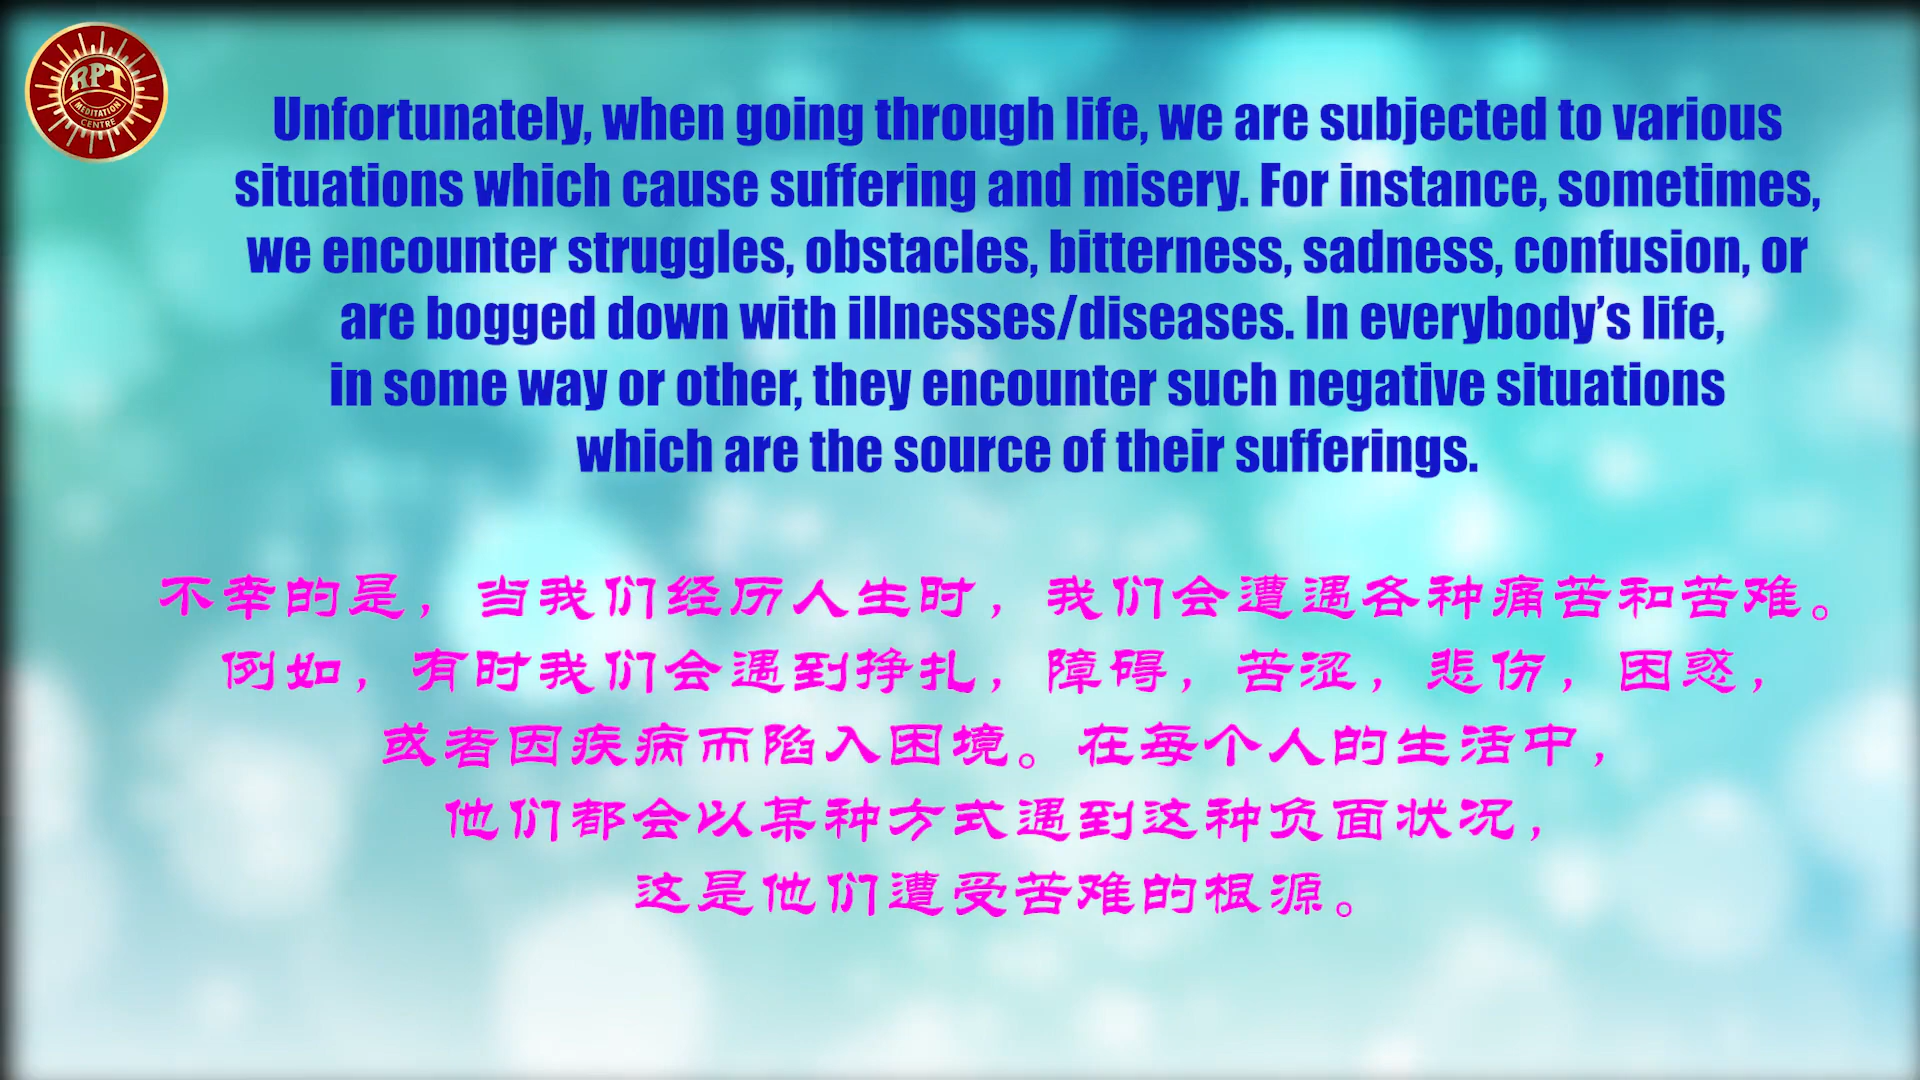 RPT
MEDITATION
CENTRE
Unfortunately, when going through life, we are subjected to various
situations which cause suffering and misery. For instance, sometimes,
we encounter struggles, obstacles, bitterness, sadness, confusion, or
are bogged down with illnesses/diseases. In everybody’s life,
in some way or other, they encounter such negative situations
which are the source of their sufferings.
不幸的是，当我们经历人生时，我们会遭遇各种痛苦和苦难。
例如，有时我们会遇到挣扎，障碍，苦涩，悲伤，困惑，
或者因疾病而陷入困境。在每个人的生活中，
他们都会以某种方式遇到这种负面状况，
这是他们遭受苦难的根源。